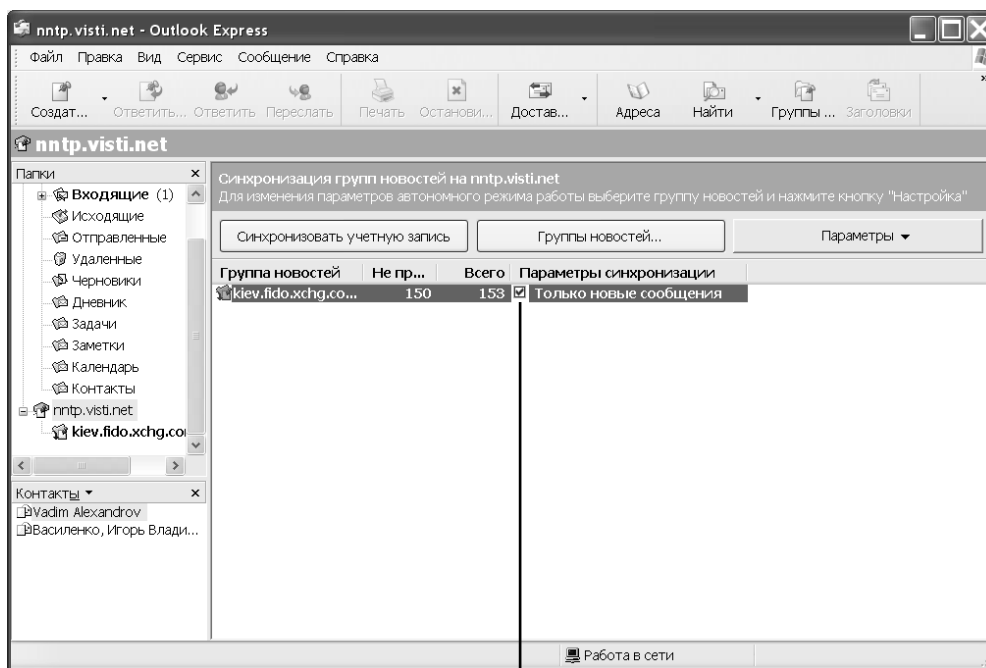 nntp.visti.net - Outlook Express
Файл Правка Вид Сервис Сообщение Справка
Создат... Ответить... Ответить Переслать Печать Останови... Достав... Адреса Найти Группы ... Заголовки
nntp.visti.net
Папки
Синхронизация групп новостей на nntp.visti.net
Для изменения параметров автономного режима работы выберите группу новостей и нажмите кнопку "Настройка"
Входящие (1)
Исходящие
Отправленные
Удаленные
Черновики
Дневник
Задачи
Заметки
Календарь
Контакты
nntp.visti.net
kiev.fido.xchg.co
Синхронизовать учетную запись Группы новостей... Параметры
Группа новостей Не пр... Всего Параметры синхронизации
kiev.fido.xchg.co... 150 153 Только новые сообщения
Контакты
Vadim Alexandrov
Василенко, Игорь Влади...
Работа в сети